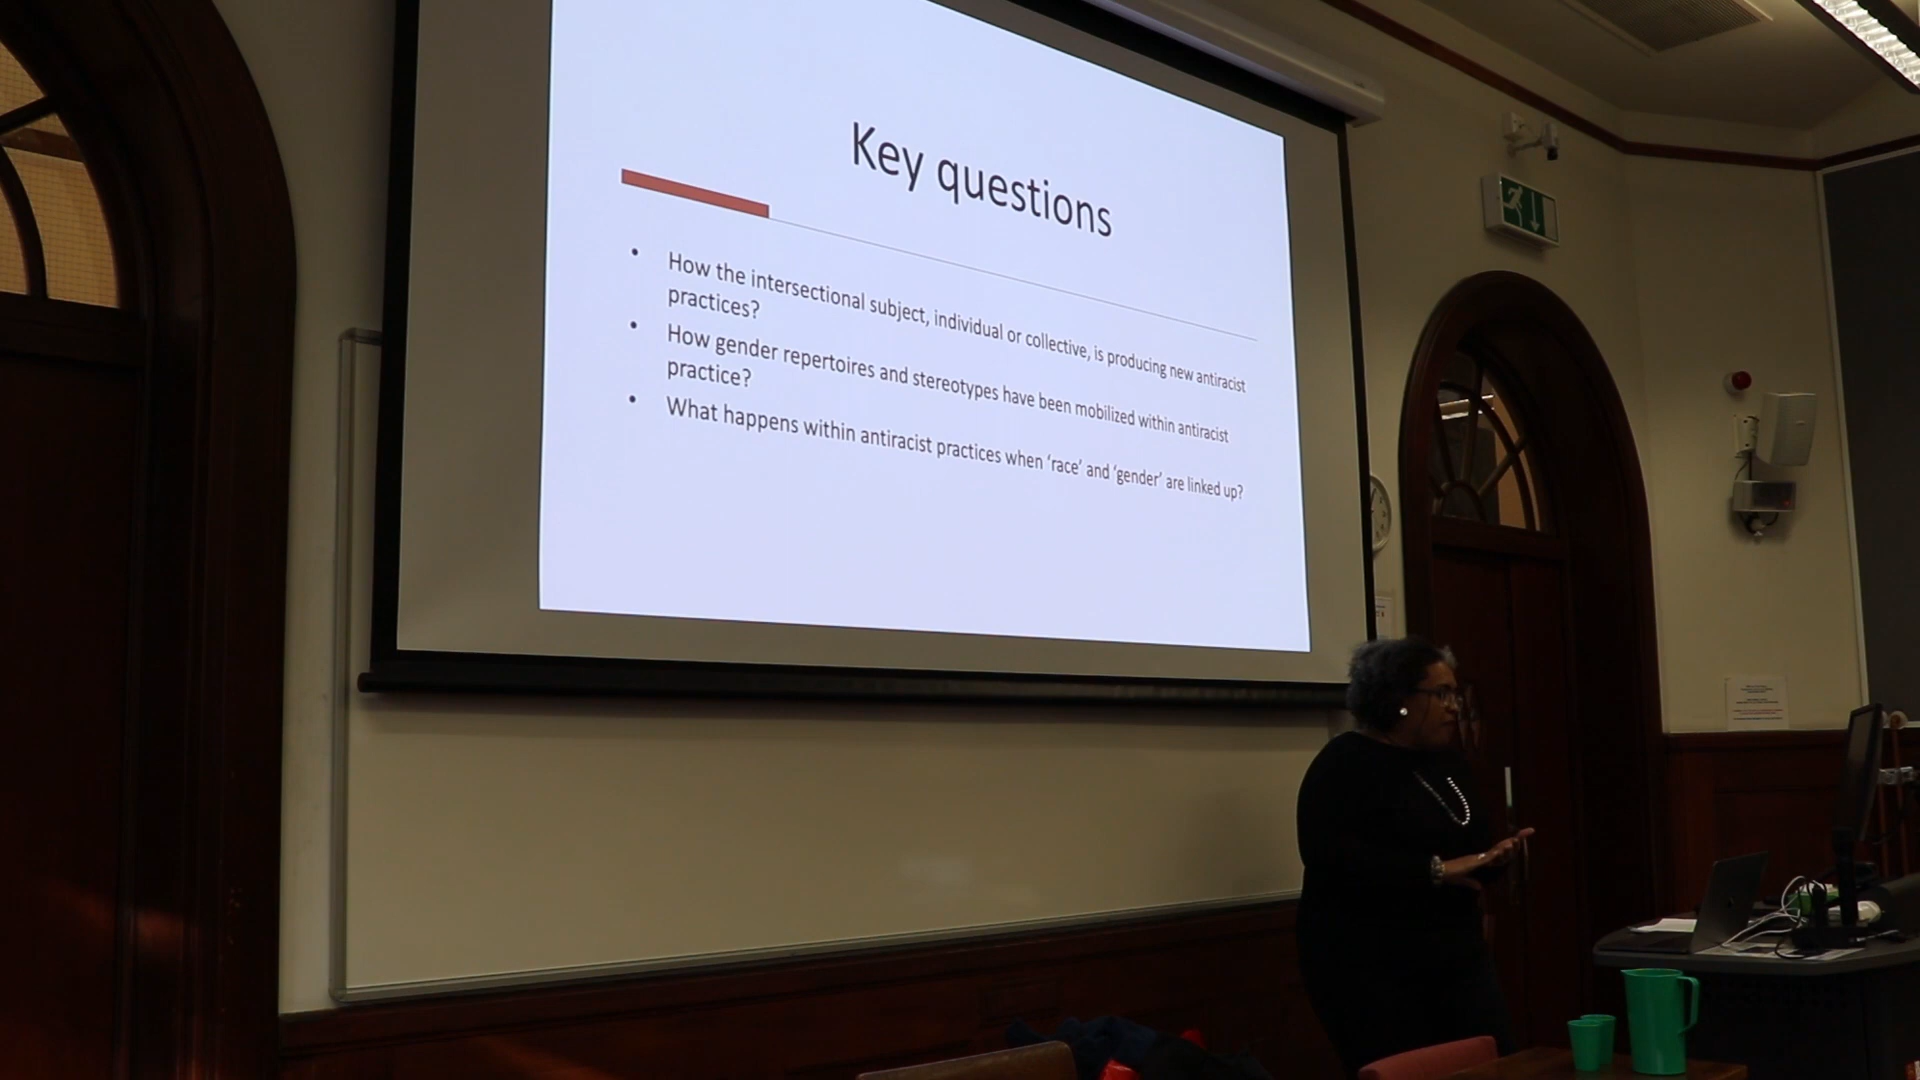 Key questions
• How the intersectional subject, individual or collective, is producing new antiracist
practices?
• How gender repertoires and stereotypes have been mobilized within antiracist
practice?
• What happens within antiracist practices when ‘race’ and ‘gender’ are linked up?